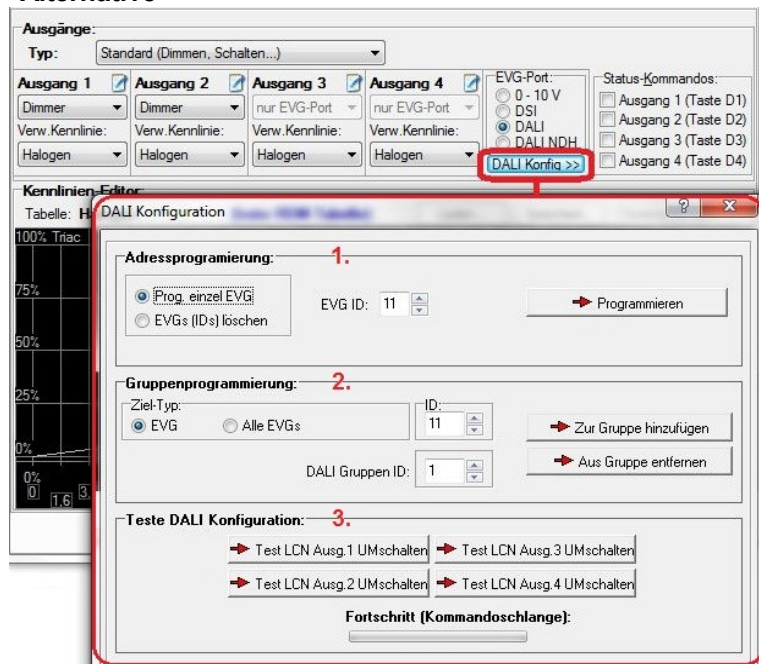 Ausgänge:
Typ: Standard (Dimmen, Schalten...)
Ausgang 1 Ausgang 2 Ausgang 3 Ausgang 4
Dimmer Dimmer nur EVG-Port nur EVG-Port
Verw.Kennlinie: Verw.Kennlinie: Verw.Kennlinie: Verw.Kennlinie:
Halogen Halogen Halogen Halogen
EVG-Port:
0 - 10 V
DSI
DALI
DALI NDH
DALI Konfig >>
Status-Kommandos:
Ausgang 1 (Taste D1)
Ausgang 2 (Taste D2)
Ausgang 3 (Taste D3)
Ausgang 4 (Taste D4)
Kennlinien-Editor:
Tabelle:
100% Triac
75%
50%
25%
0%
0%
0 1,6
DALI Konfiguration
Adressprogramierung: 1.
Prog. einzel EVG
EVGs (IDs) löschen
EVG ID: 11
Programmieren
Gruppenprogrammierung: 2.
Ziel-Typ:
EVG Alle EVGs
ID:
11
DALI Gruppen ID: 1
Zur Gruppe hinzufügen
Aus Gruppe entfernen
Teste DALI Konfiguration: 3.
Test LCN Ausg.1 UMschalten Test LCN Ausg.3 UMschalten
Test LCN Ausg.2 UMschalten Test LCN Ausg.4 UMschalten
Fortschritt (Kommandoschlange):